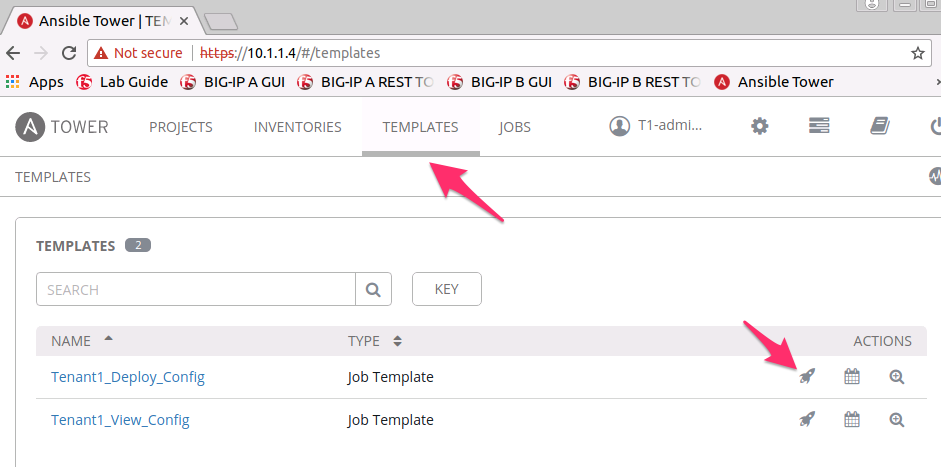 Ansible Tower | TEM
Not secure https://10.1.1.4/#/templates
Apps Lab Guide BIG-IP A GUI BIG-IP A REST TO BIG-IP B GUI BIG-IP B REST TO Ansible Tower
A TOWER PROJECTS INVENTORIES TEMPLATES JOBS T1-admi...
TEMPLATES
TEMPLATES 2
SEARCH KEY
NAME TYPE ACTIONS
Tenant1_Deploy_Config Job Template
Tenant1_View_Config Job Template